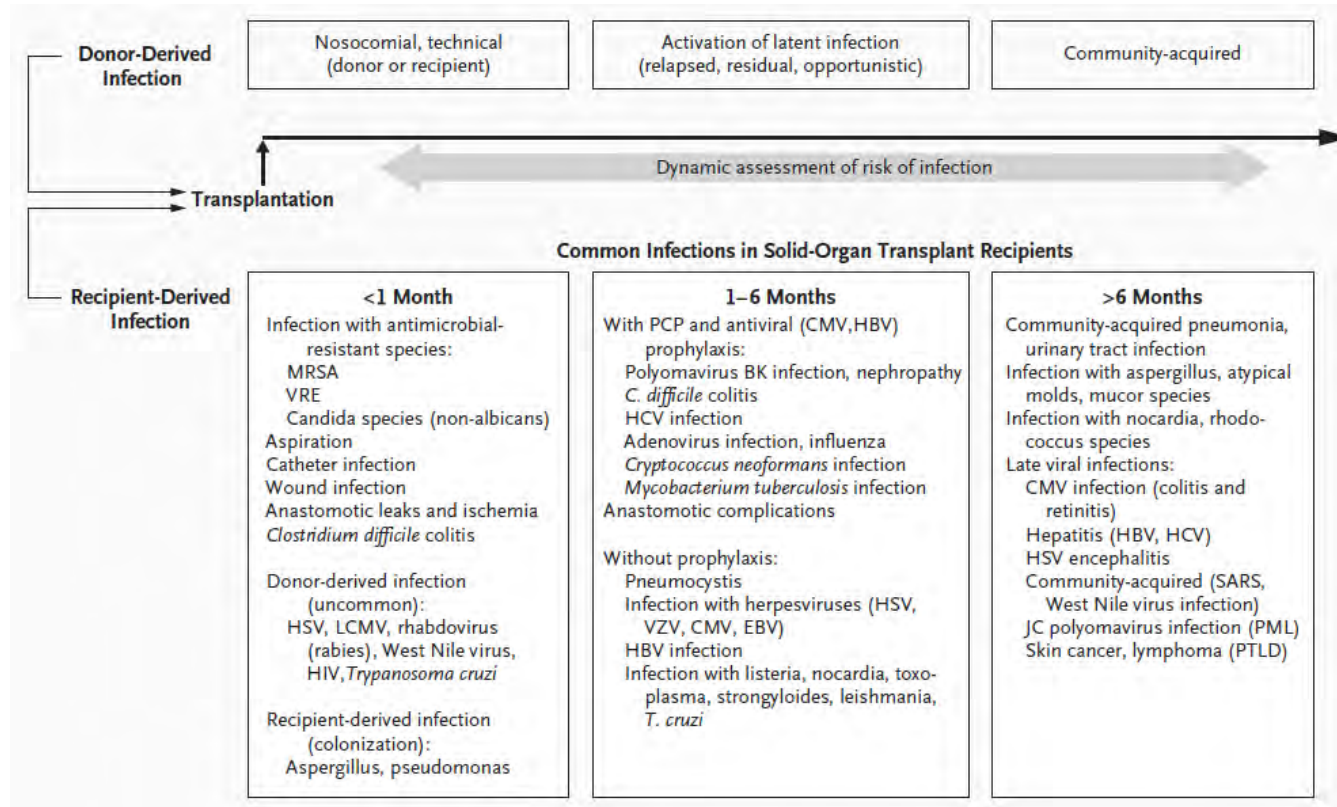 Donor-Derived
Infection
Nosocomial, technical
(donor or recipient)
Activation of latent infection
(relapsed, residual, opportunistic)
Community-acquired
Dynamic assessment of risk of infection
Transplantation
Common Infections in Solid-Organ Transplant Recipients
Recipient-Derived
Infection
<1 Month
Infection with antimicrobial-
resistant species:
MRSA
VRE
Candida species (non-albicans)
Aspiration
Catheter infection
Wound infection
Anastomotic leaks and ischemia
Clostridium difficile colitis
Donor-derived infection
(uncommon):
HSV, LCMV, rhabdovirus
(rabies), West Nile virus,
HIV,Trypanosoma cruzi
Recipient-derived infection
(colonization):
Aspergillus, pseudomonas
1–6 Months
With PCP and antiviral (CMV,HBV)
prophylaxis:
Polyomavirus BK infection, nephropathy
C. difficile colitis
HCV infection
Adenovirus infection, influenza
Cryptococcus neoformans infection
Mycobacterium tuberculosis infection
Anastomotic complications
Without prophylaxis:
Pneumocystis
Infection with herpesviruses (HSV,
VZV, CMV, EBV)
HBV infection
Infection with listeria, nocardia, toxo-
plasma, strongyloides, leishmania,
T. cruzi
>6 Months
Community-acquired pneumonia,
urinary tract infection
Infection with aspergillus, atypical
molds, mucor species
Infection with nocardia, rhodo-
coccus species
Late viral infections:
CMV infection (colitis and
retinitis)
Hepatitis (HBV, HCV)
HSV encephalitis
Community-acquired (SARS,
West Nile virus infection)
JC polyomavirus infection (PML)
Skin cancer, lymphoma (PTLD)